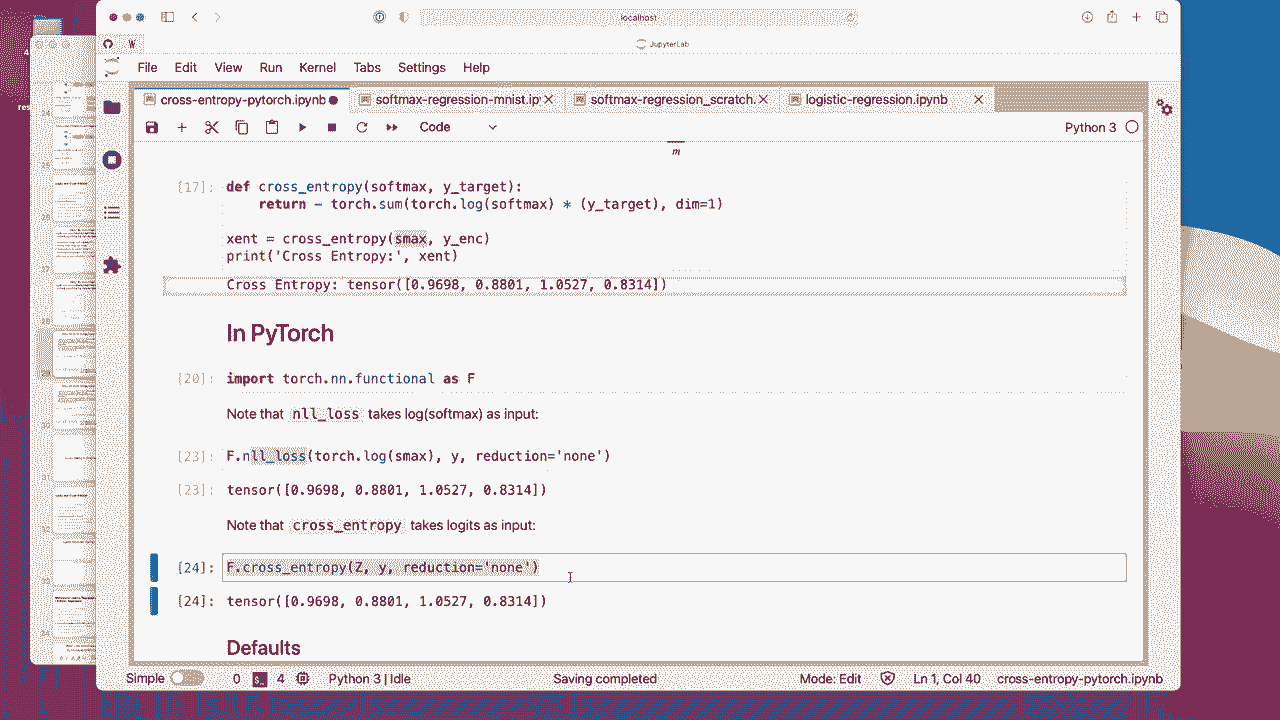 localhost
JupyterLab
File Edit View Run Kernel Tabs Settings Help
cross-entropy-pytorch.ipynb softmax-regression-mnist.ip softmax-regression_scratch. logistic-regression.ipynb
Code Python 3
m
[17]: def cross_entropy(softmax, y_target):
return - torch.sum(torch.log(softmax) * (y_target), dim=1)
xent = cross_entropy(smax, y_enc)
print('Cross Entropy:', xent)
Cross Entropy: tensor([0.9698, 0.8801, 1.0527, 0.8314])
In PyTorch
[20]: import torch.nn.functional as F
Note that nll_loss takes log(softmax) as input:
[23]: F.nll_loss(torch.log(smax), y, reduction='none')
[23]: tensor([0.9698, 0.8801, 1.0527, 0.8314])
Note that cross_entropy takes logits as input:
[24]: F.cross_entropy(Z, y, reduction='none')
[24]: tensor([0.9698, 0.8801, 1.0527, 0.8314])
Defaults
Simple 0 4 Python 3 | Idle Saving completed Mode: Edit Ln 1, Col 40 cross-entropy-pytorch.ipynb